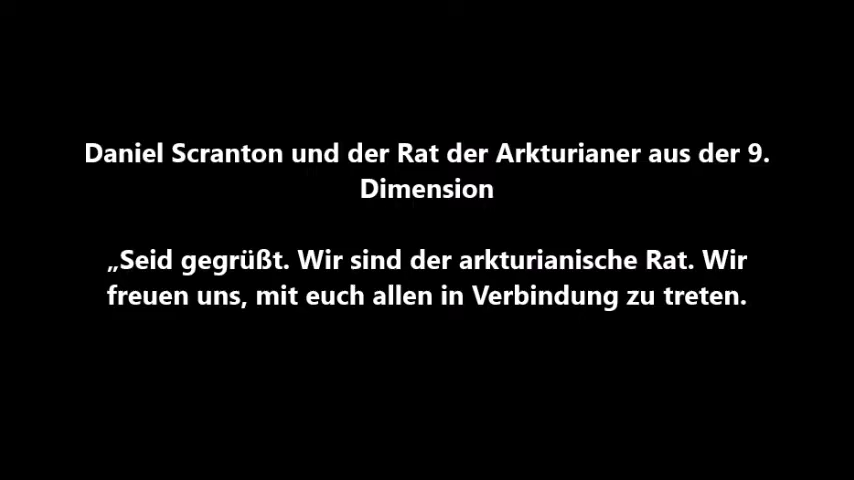 Daniel Scranton und der Rat der Arkturianer aus der 9.
Dimension
„Seid gegrüßt. Wir sind der arkturianische Rat. Wir
freuen uns, mit euch allen in Verbindung zu treten.